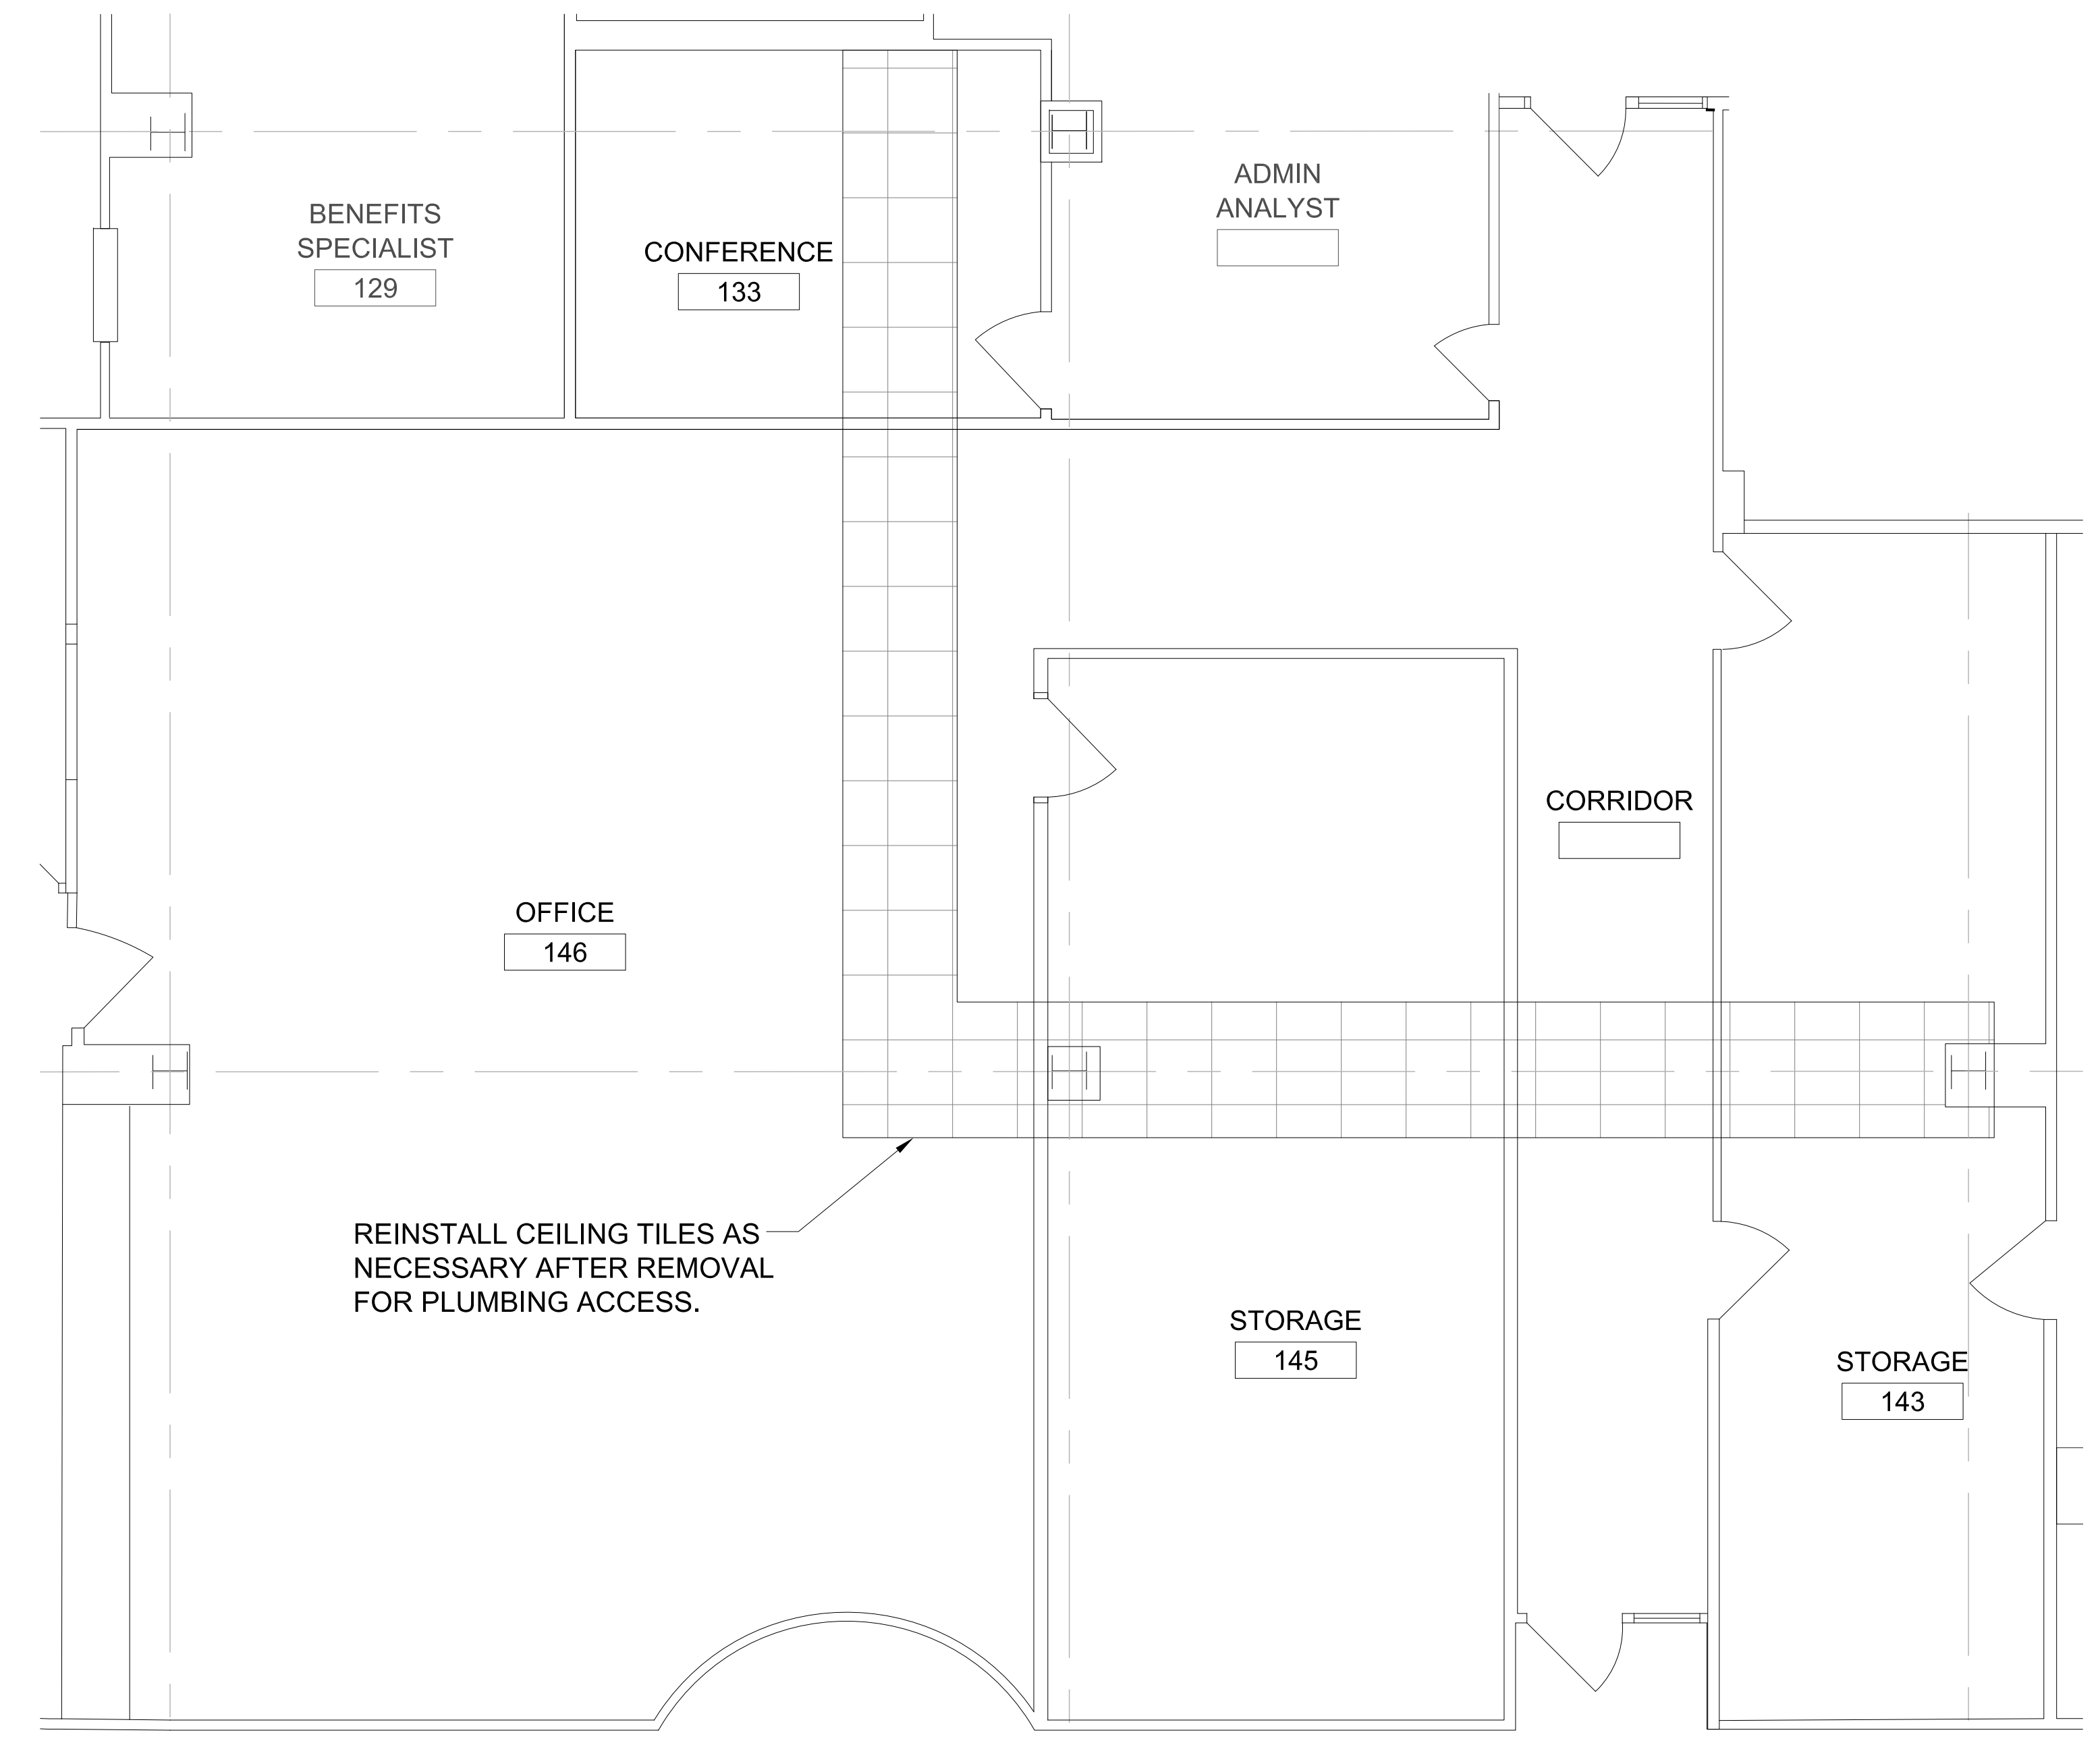 ADMIN
ANALYST
BENEFITS
SPECIALIST
129
CONFERENCE
133
CORRIDOR
OFFICE
146
REINSTALL CEILING TILES AS
NECESSARY AFTER REMOVAL
FOR PLUMBING ACCESS.
STORAGE
145
STORAGE
143